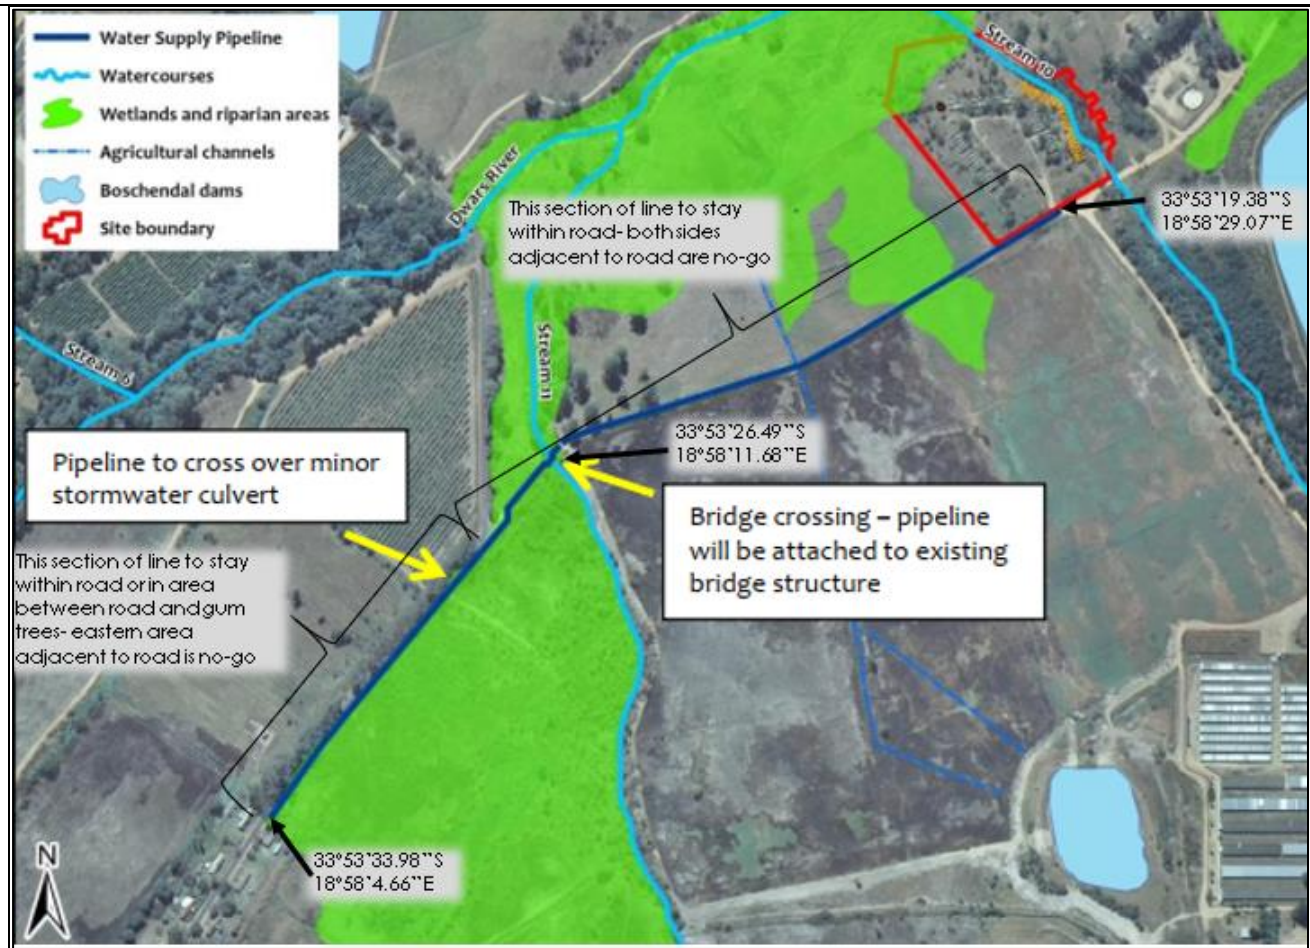 Water Supply Pipeline
Watercourses
Wetlands and riparian areas
Agricultural channels
Boschendal dams
Site boundary
Stream 10
Dwars River
This section of line to stay
within road- both sides
adjacent to road are no-go
33°53'19.38''S
18°58'29.07''E
Stream 6
Stream
33°53'26.49''S
18°58'11.68''E
Pipeline to cross over minor
stormwater culvert
Bridge crossing – pipeline
will be attached to existing
bridge structure
This section of line to stay
within road or in area
between road and gum
trees- eastern area
adjacent to road is no-go
33°53'33.98''S
18°58'4.66''E
N